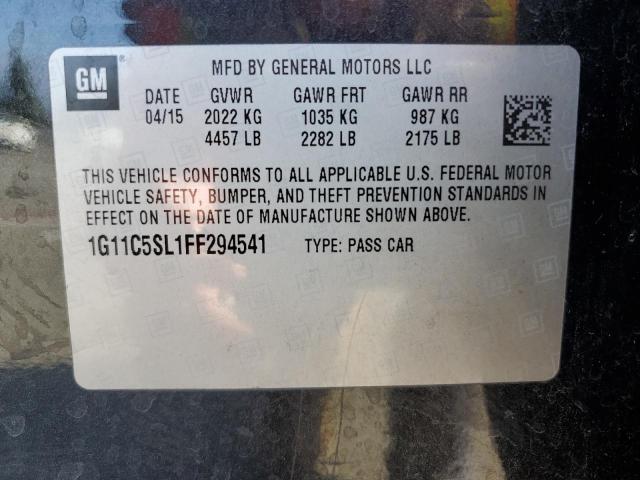 GM
MFD BY GENERAL MOTORS LLC
DATE GVWR GAWR FRT GAWR RR
04/15 2022 KG 1035 KG 987 KG
4457 LB 2282 LB 2175 LB
THIS VEHICLE CONFORMS TO ALL APPLICABLE U.S. FEDERAL MOTOR
VEHICLE SAFETY, BUMPER, AND THEFT PREVENTION STANDARDS IN
EFFECT ON THE DATE OF MANUFACTURE SHOWN ABOVE.
1G11C5SL1FF294541 TYPE: PASS CAR